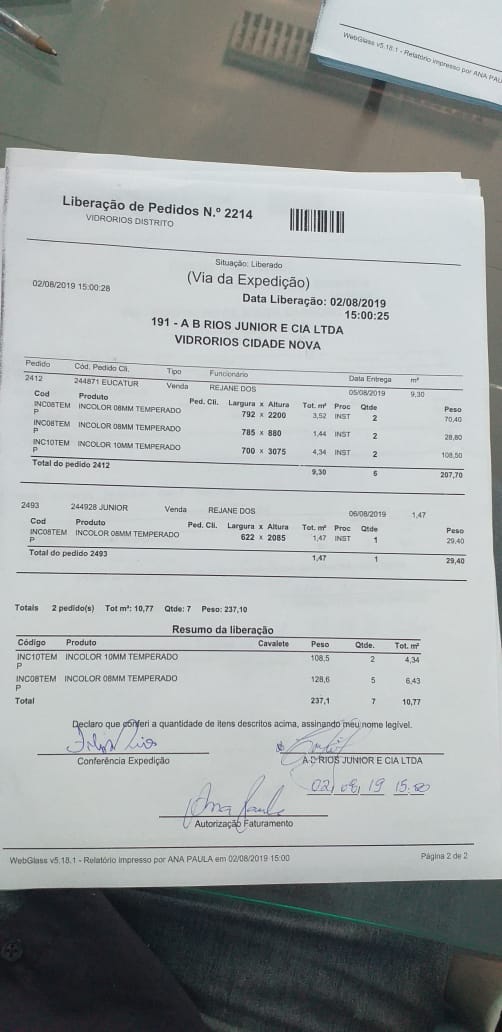 WebGlass v5.18.1 - Relatório impresso por ANA PAU
Liberação de Pedidos N.º 2214
VIDRORIOS DISTRITO
Situação: Liberado
(Via da Expedição)
02/08/2019 15:00:28
Data Liberação: 02/08/2019
15:00:25
191 - A B RIOS JUNIOR E CIA LTDA
VIDRORIOS CIDADE NOVA
Pedido Cód. Pedido Cli. Tipo Funcionário Data Entrega m²
2412 244871 EUCATUR Venda REJANE DOS 05/08/2019 9,30
Cod Produto Ped. Cli. Largura x Altura Tot. m² Proc Qtde Peso
INC08TEM INCOLOR 08MM TEMPERADO 792 x 2200 3,52 INST 2 70,40
P
INC08TEM INCOLOR 08MM TEMPERADO 785 x 880 1,44 INST 2 28,80
P
INC10TEM INCOLOR 10MM TEMPERADO 700 x 3075 4,34 INST 2 108,50
P
Total do pedido 2412 9,30 6 207,70
2493 244928 JUNIOR Venda REJANE DOS 06/08/2019 1,47
Cod Produto Ped. Cli. Largura x Altura Tot. m² Proc Qtde Peso
INC08TEM INCOLOR 08MM TEMPERADO 622 x 2085 1,47 INST 1 29,40
P
Total do pedido 2493 1,47 1 29,40
Totais 2 pedido(s) Tot m²: 10,77 Qtde: 7 Peso: 237,10
Resumo da liberação
Código Produto Cavalete Peso Qtde. Tot. m²
INC10TEM INCOLOR 10MM TEMPERADO 108,5 2 4,34
P
INC08TEM INCOLOR 08MM TEMPERADO 128,6 5 6,43
P
Total 237,1 7 10,77
Declaro que conferi a quantidade de itens descritos acima, assinando meu nome legível.
Conferência Expedição
A B RIOS JUNIOR E CIA LTDA
02, 08, 19 15:00
Ana Paula
Autorização Faturamento
WebGlass v5.18.1 - Relatório impresso por ANA PAULA em 02/08/2019 15:00 Página 2 de 2